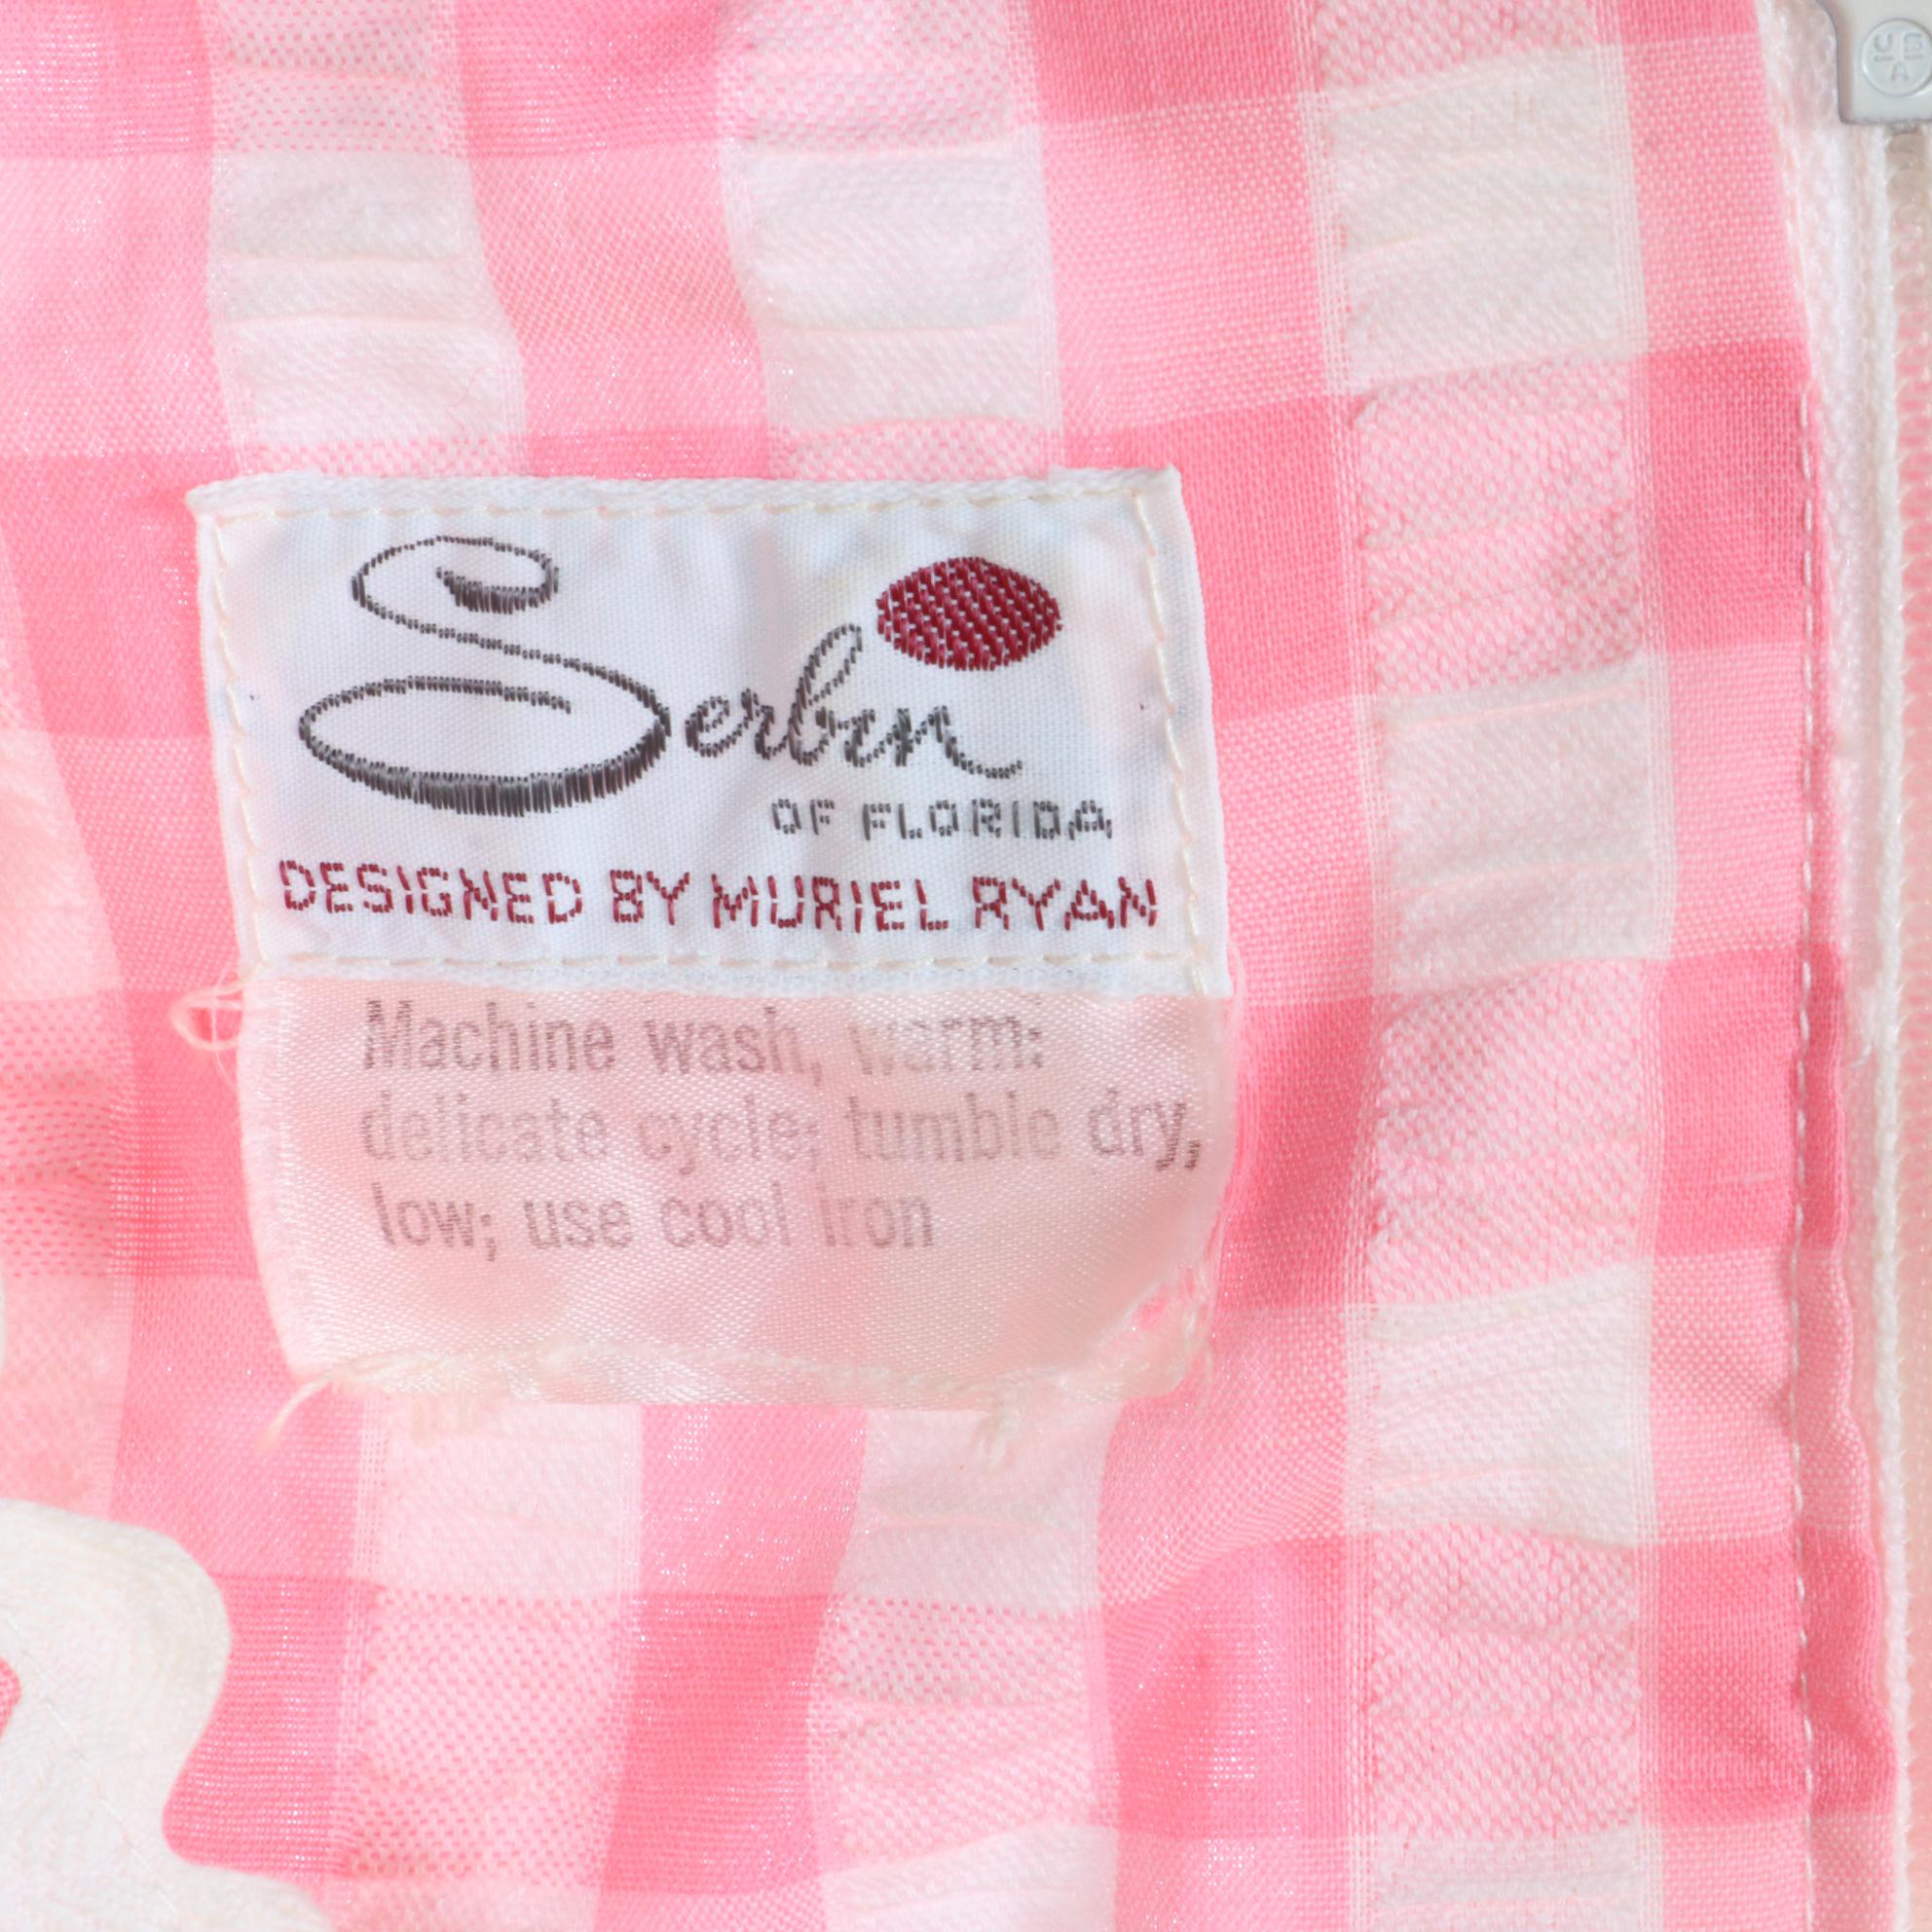 Serbin
OF FLORIDA
DESIGNED BY MURIEL RYAN
Machine wash, warm:
delicate cycle; tumble dry,
low; use cool iron